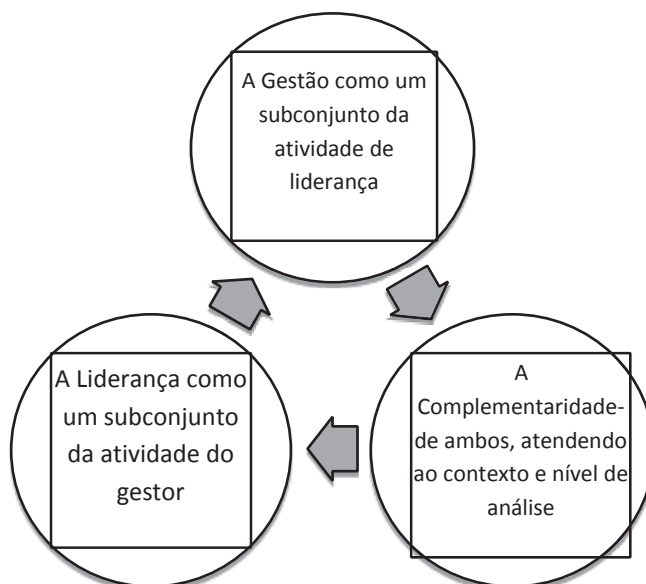 A Gestão como um
subconjunto da
atividade de
liderança
A Liderança como
um subconjunto
da atividade do
gestor
A
Complementaridade-
de ambos, atendendo
ao contexto e nível de
análise